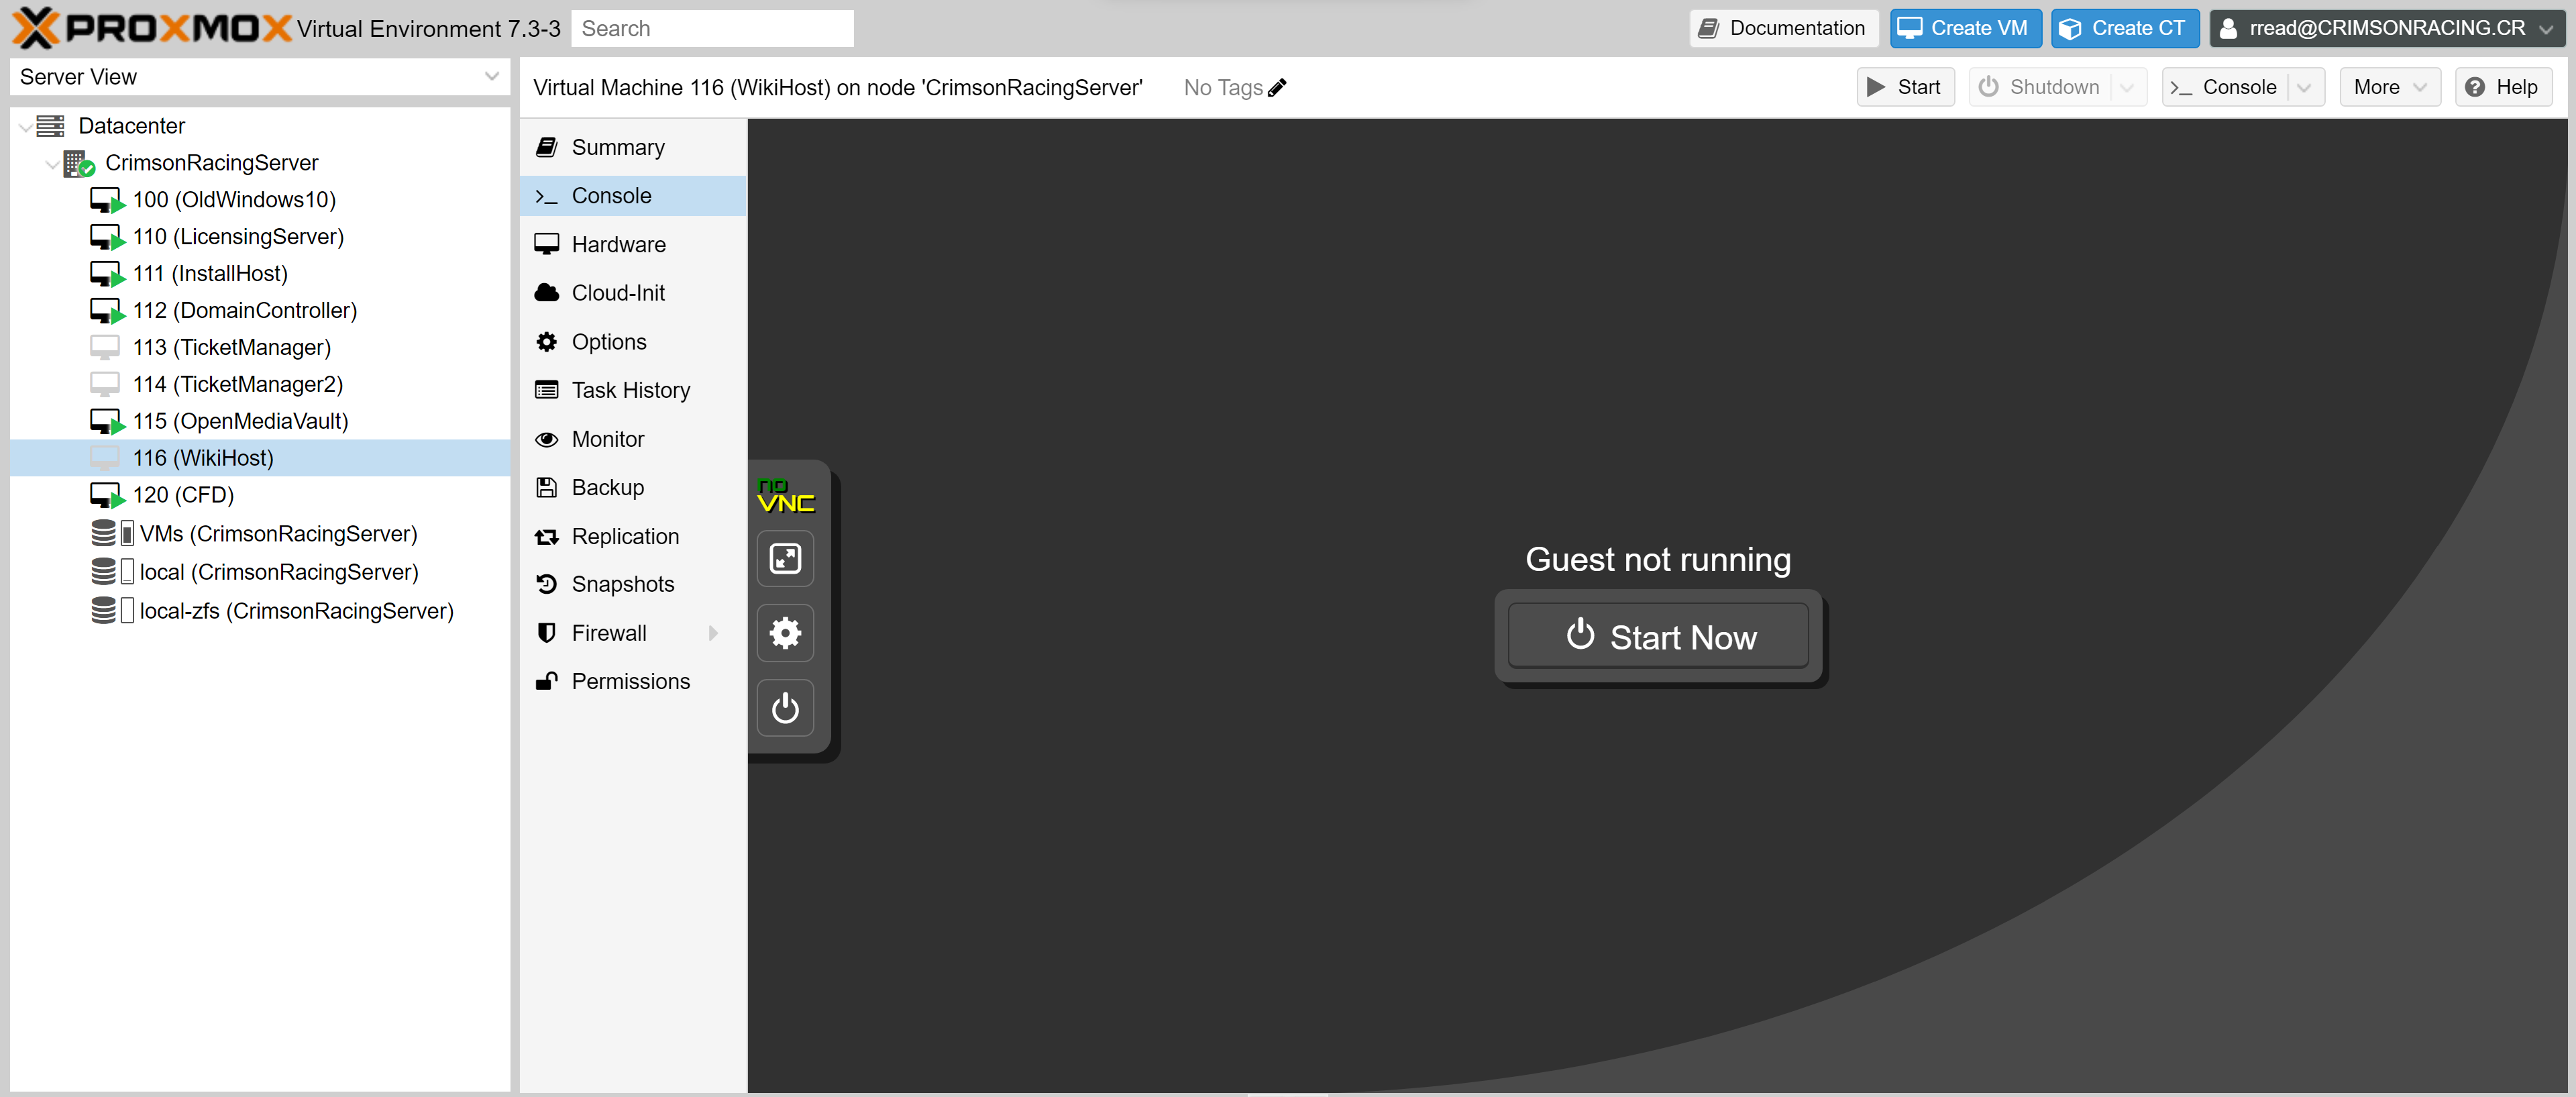 PROXMOX Virtual Environment 7.3-3 Search Documentation Create VM Create CT rread@CRIMSONRACING.CR
Server View
Datacenter
CrimsonRacingServer
100 (OldWindows10)
110 (LicensingServer)
111 (InstallHost)
112 (DomainController)
113 (TicketManager)
114 (TicketManager2)
115 (OpenMediaVault)
116 (WikiHost)
120 (CFD)
VMs (CrimsonRacingServer)
local (CrimsonRacingServer)
local-zfs (CrimsonRacingServer)
Virtual Machine 116 (WikiHost) on node 'CrimsonRacingServer' No Tags Start Shutdown Console More Help
Summary
Console
Hardware
Cloud-Init
Options
Task History
Monitor
Backup
Replication
Snapshots
Firewall
Permissions
no
VNC
Guest not running
Start Now